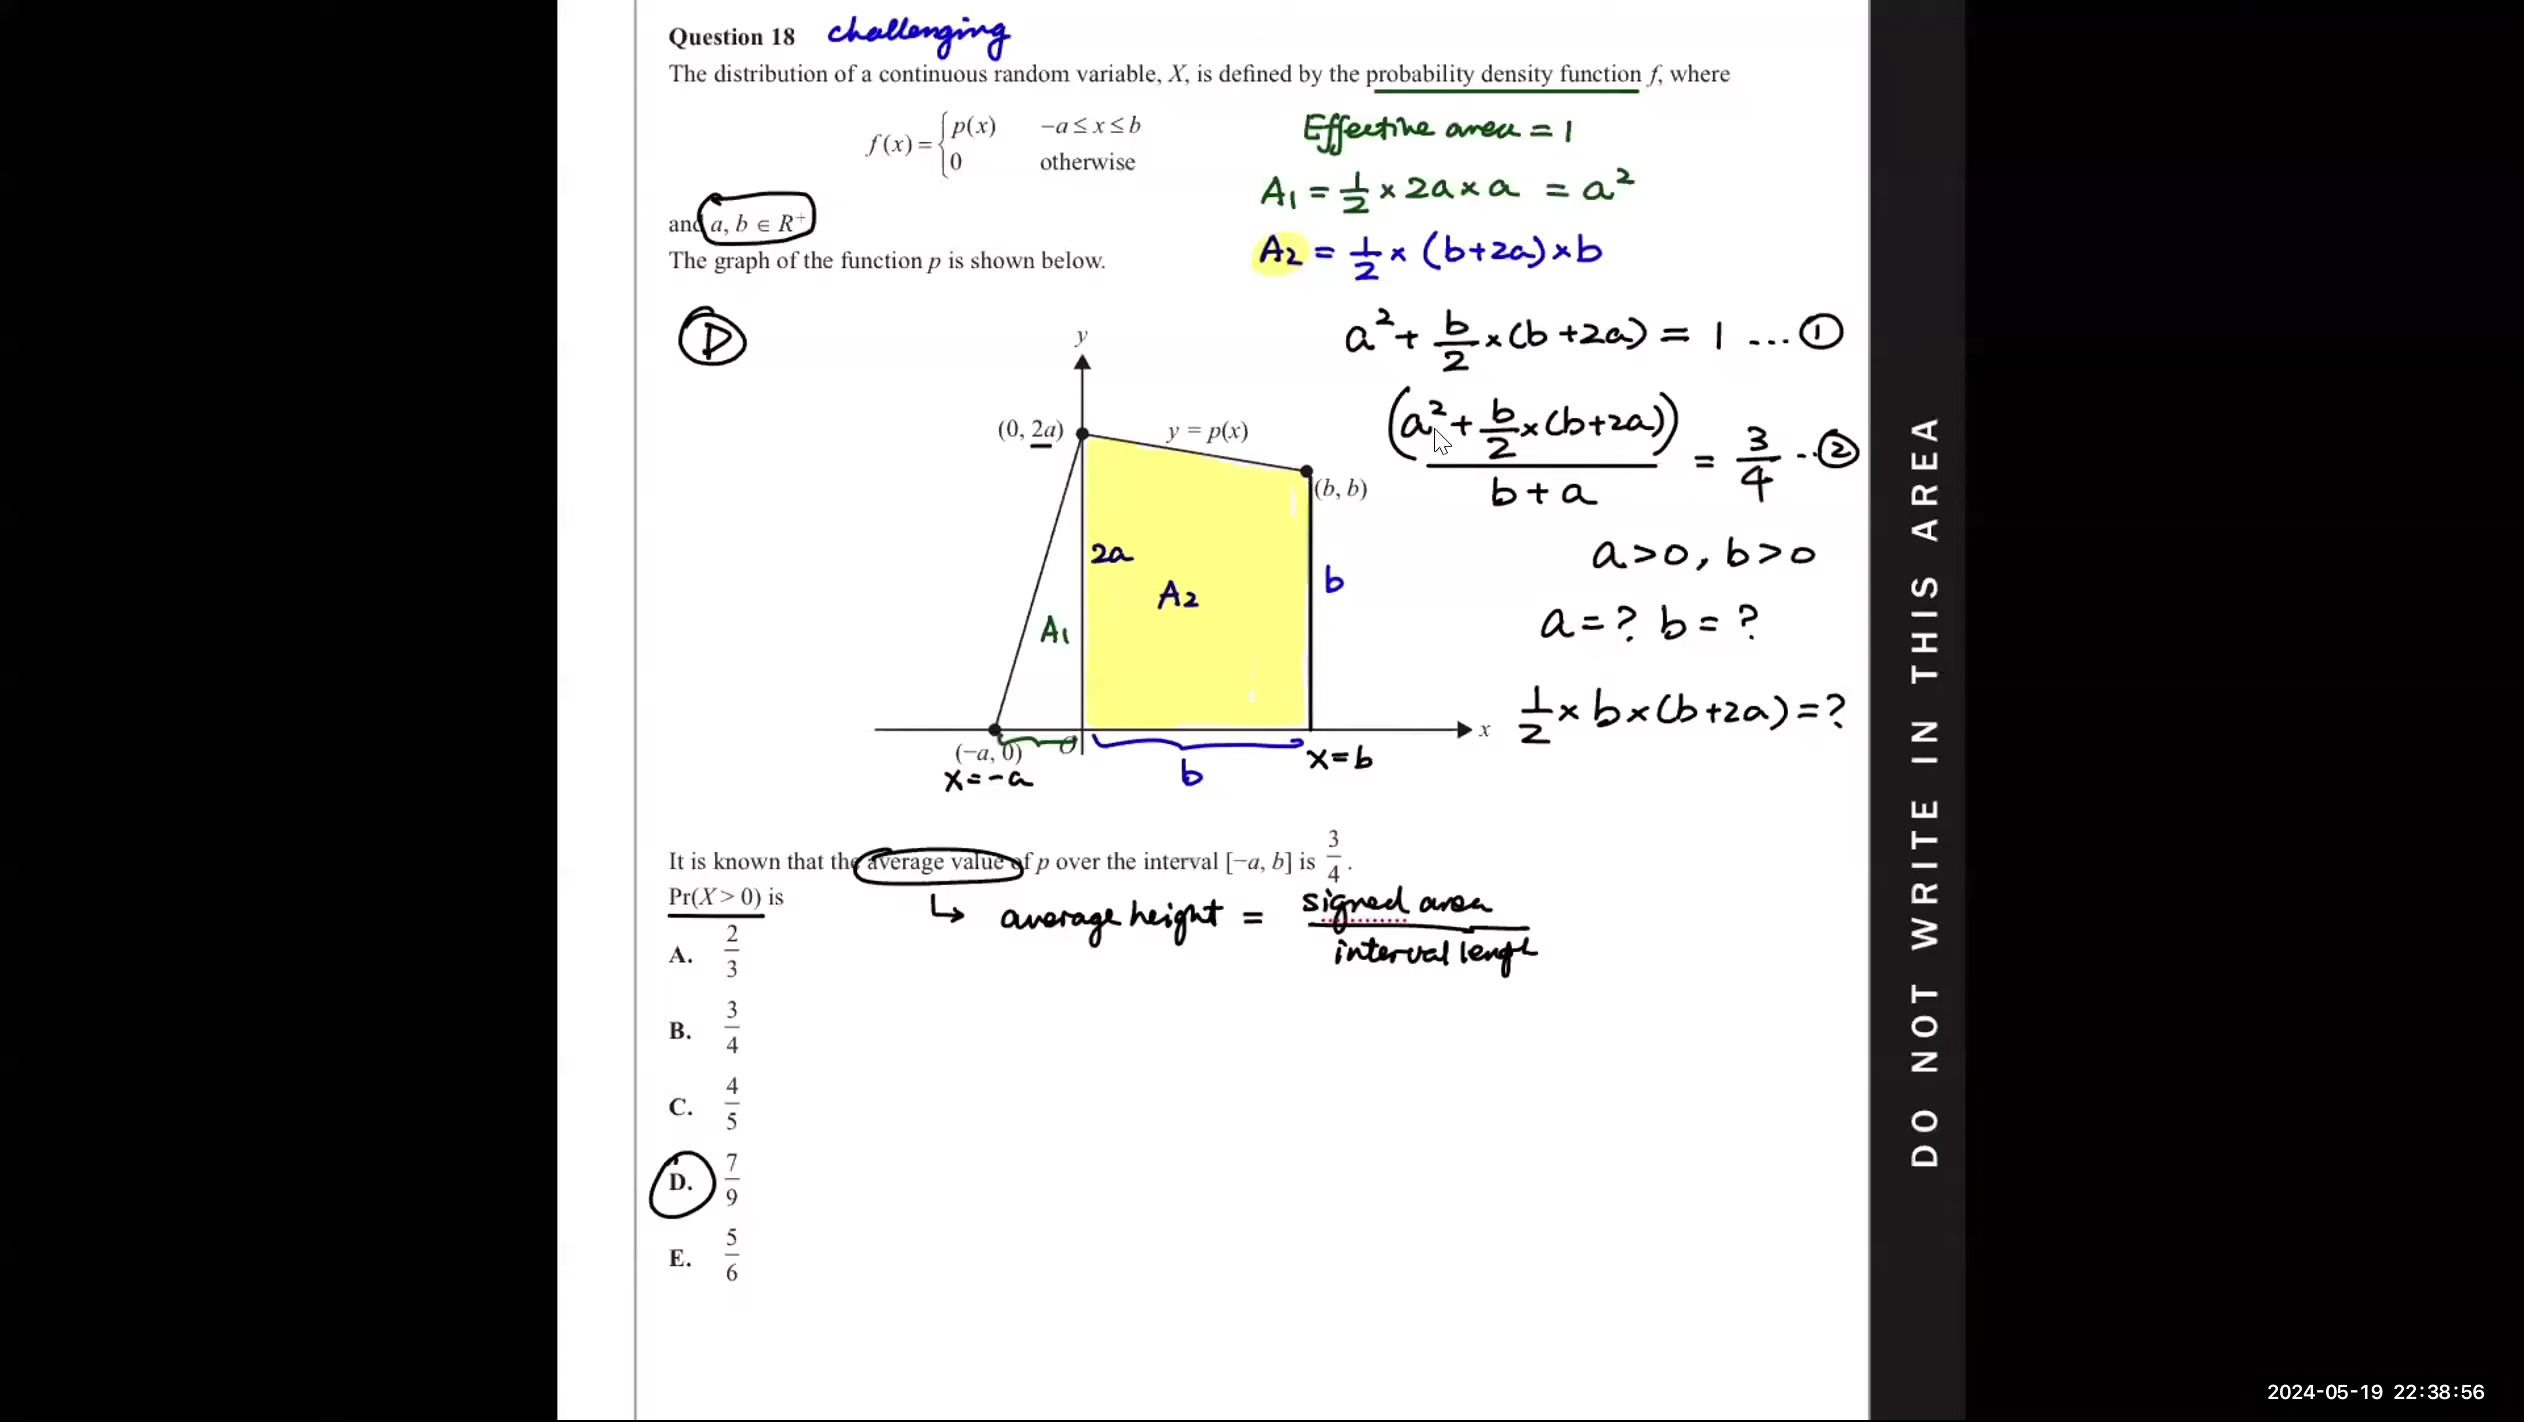 Question 18 challenging
The distribution of a continuous random variable, X, is defined by the probability density function f, where
f(x) = { p(x) −a ≤ x ≤ b
0 otherwise
Effective area = 1
A1 = 1/2 × 2a × a = a²
and a, b ∈ R⁺
A2 = 1/2 × (b+2a) × b
The graph of the function p is shown below.
D
a² + b/2 × (b+2a) = 1 ... ①
y
(a² + b/2 × (b+2a)) / (b+a) = 3/4 .. ②
(0, 2a)
y = p(x)
(b, b)
a > 0, b > 0
2a
b
A2
A1
a = ? b = ?
1/2 × b × (b+2a) = ?
x
(−a, 0)
O
x = −a
b
x = b
It is known that the average value of p over the interval [−a, b] is 3/4.
Pr(X > 0) is
↳ average height = signed area / interval length
A. 2/3
B. 3/4
C. 4/5
D. 7/9
E. 5/6
DO NOT WRITE IN THIS AREA
2024-05-19 22:38:56